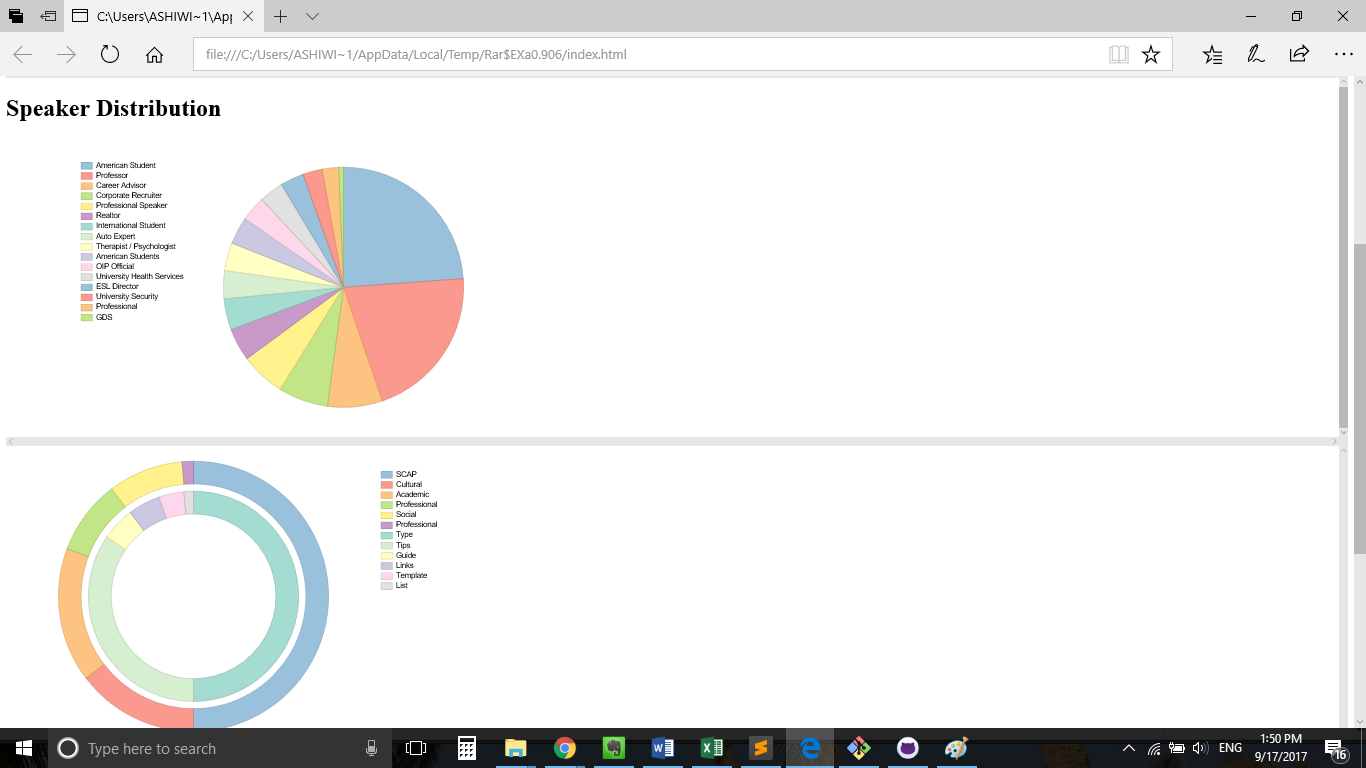 C:\Users\ASHIWI~1\App
file:///C:/Users/ASHIWI~1/AppData/Local/Temp/Rar$EXa0.906/index.html
Speaker Distribution
American Student
Professor
Career Advisor
Corporate Recruiter
Professional Speaker
Realtor
International Student
Auto Expert
Therapist / Psychologist
American Students
OIP Official
University Health Services
ESL Director
University Security
Professional
GDS
SCAP
Cultural
Academic
Professional
Social
Professional
Type
Tips
Guide
Links
Template
List
Type here to search
ENG
1:50 PM
9/17/2017
16